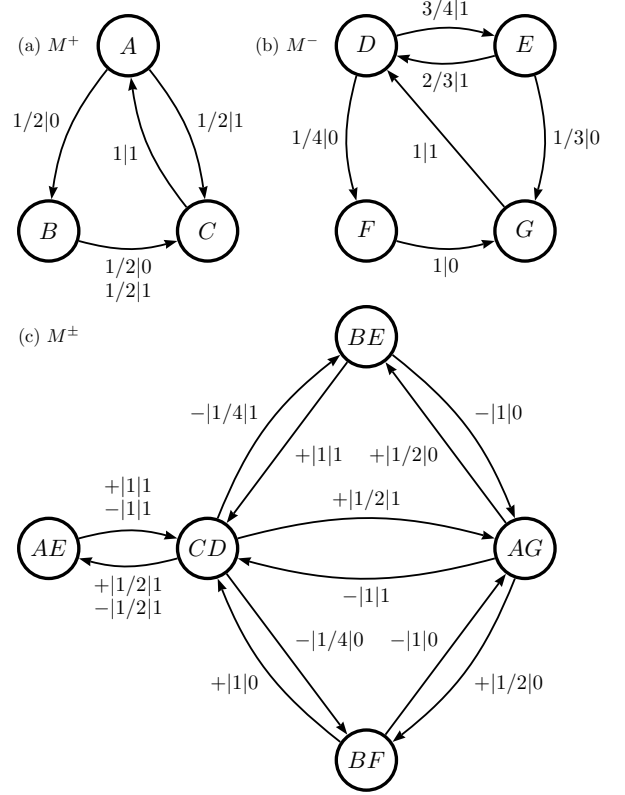 (a) M⁺
A
1/2|0
1/2|1
1|1
B
C
1/2|0
1/2|1
(b) M⁻
3/4|1
D
E
2/3|1
1/4|0
1|1
1/3|0
F
G
1|0
(c) M±
BE
−|1/4|1
−|1|0
+|1|1
+|1/2|0
+|1|1
−|1|1
+|1/2|1
AE
CD
AG
+|1/2|1
−|1/2|1
−|1|1
−|1/4|0
−|1|0
+|1|0
+|1/2|0
BF